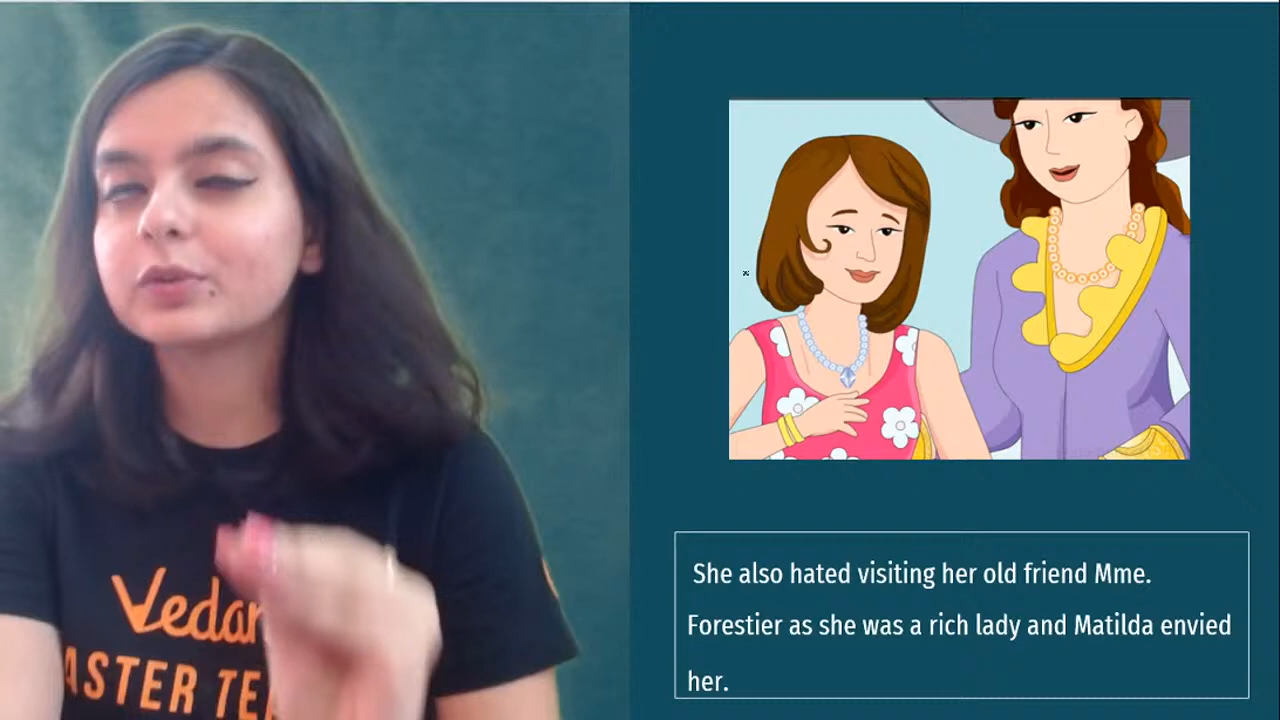 She also hated visiting her old friend Mme.
Forestier as she was a rich lady and Matilda envied
her.